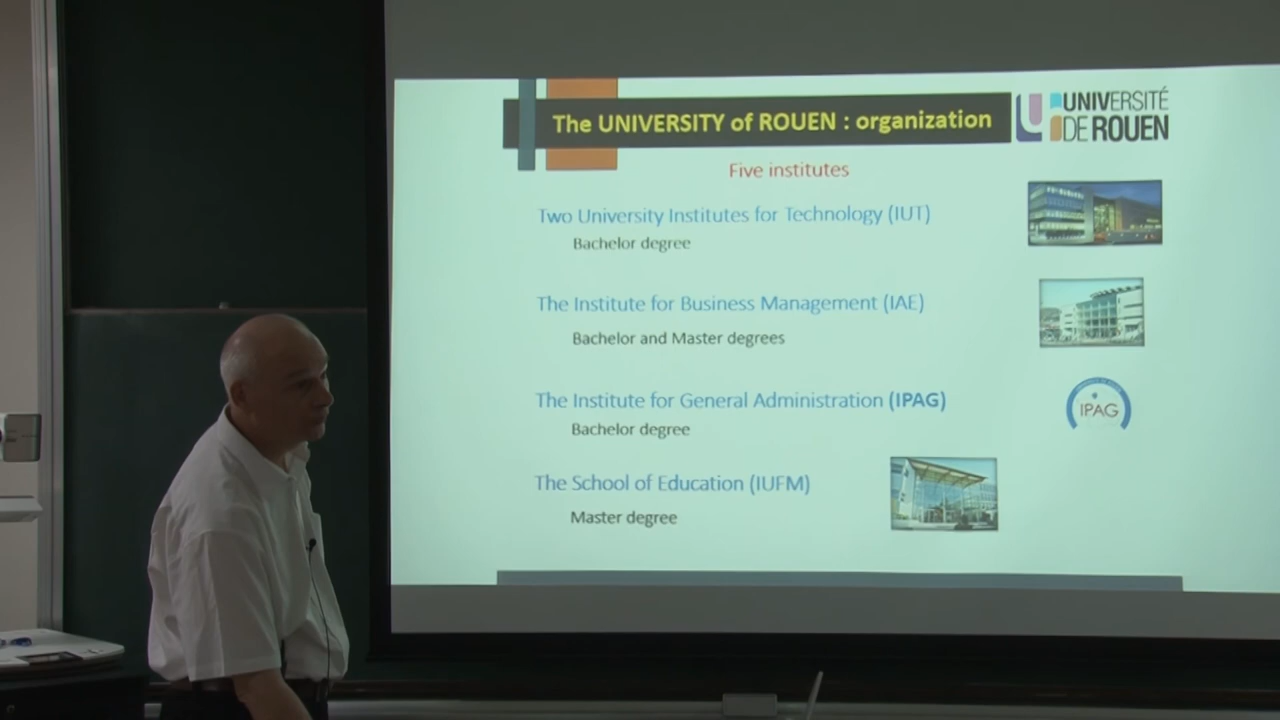 The UNIVERSITY of ROUEN : organization
UNIVERSITÉ
DE ROUEN
Five institutes
Two University Institutes for Technology (IUT)
Bachelor degree
The Institute for Business Management (IAE)
Bachelor and Master degrees
The Institute for General Administration (IPAG)
Bachelor degree
IPAG
The School of Education (IUFM)
Master degree